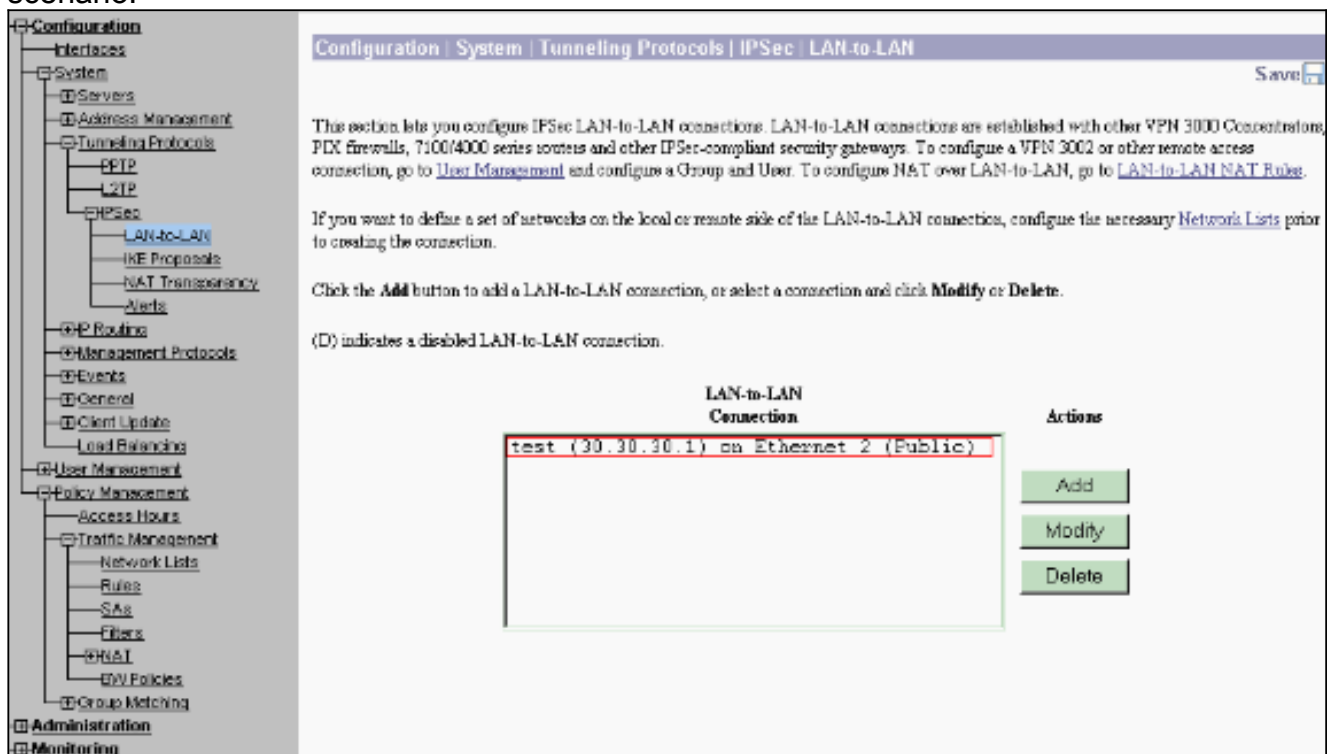 scenario.
Configuration
Interfaces
System
Servers
Address Management
Tunneling Protocols
PPTP
L2TP
IPSec
LAN-to-LAN
IKE Proposals
NAT Transparency
Alerts
IP Routing
Management Protocols
Events
General
Client Update
Load Balancing
User Management
Policy Management
Access Hours
Traffic Management
Network Lists
Rules
SAs
Filters
NAT
BW Policies
Group Matching
Administration
Monitoring
Configuration | System | Tunneling Protocols | IPSec | LAN-to-LAN
Save
This section lets you configure IPSec LAN-to-LAN connections. LAN-to-LAN connections are established with other VPN 3000 Concentrators,
PIX firewalls, 7100/4000 series routers and other IPSec-compliant security gateways. To configure a VPN 3002 or other remote access
connection, go to User Management and configure a Group and User. To configure NAT over LAN-to-LAN, go to LAN-to-LAN NAT Rules.
If you want to define a set of networks on the local or remote side of the LAN-to-LAN connection, configure the necessary Network Lists prior
to creating the connection.
Click the Add button to add a LAN-to-LAN connection, or select a connection and click Modify or Delete.
(D) indicates a disabled LAN-to-LAN connection.
LAN-to-LAN
Connection
Actions
test (30.30.30.1) on Ethernet 2 (Public)
Add
Modify
Delete